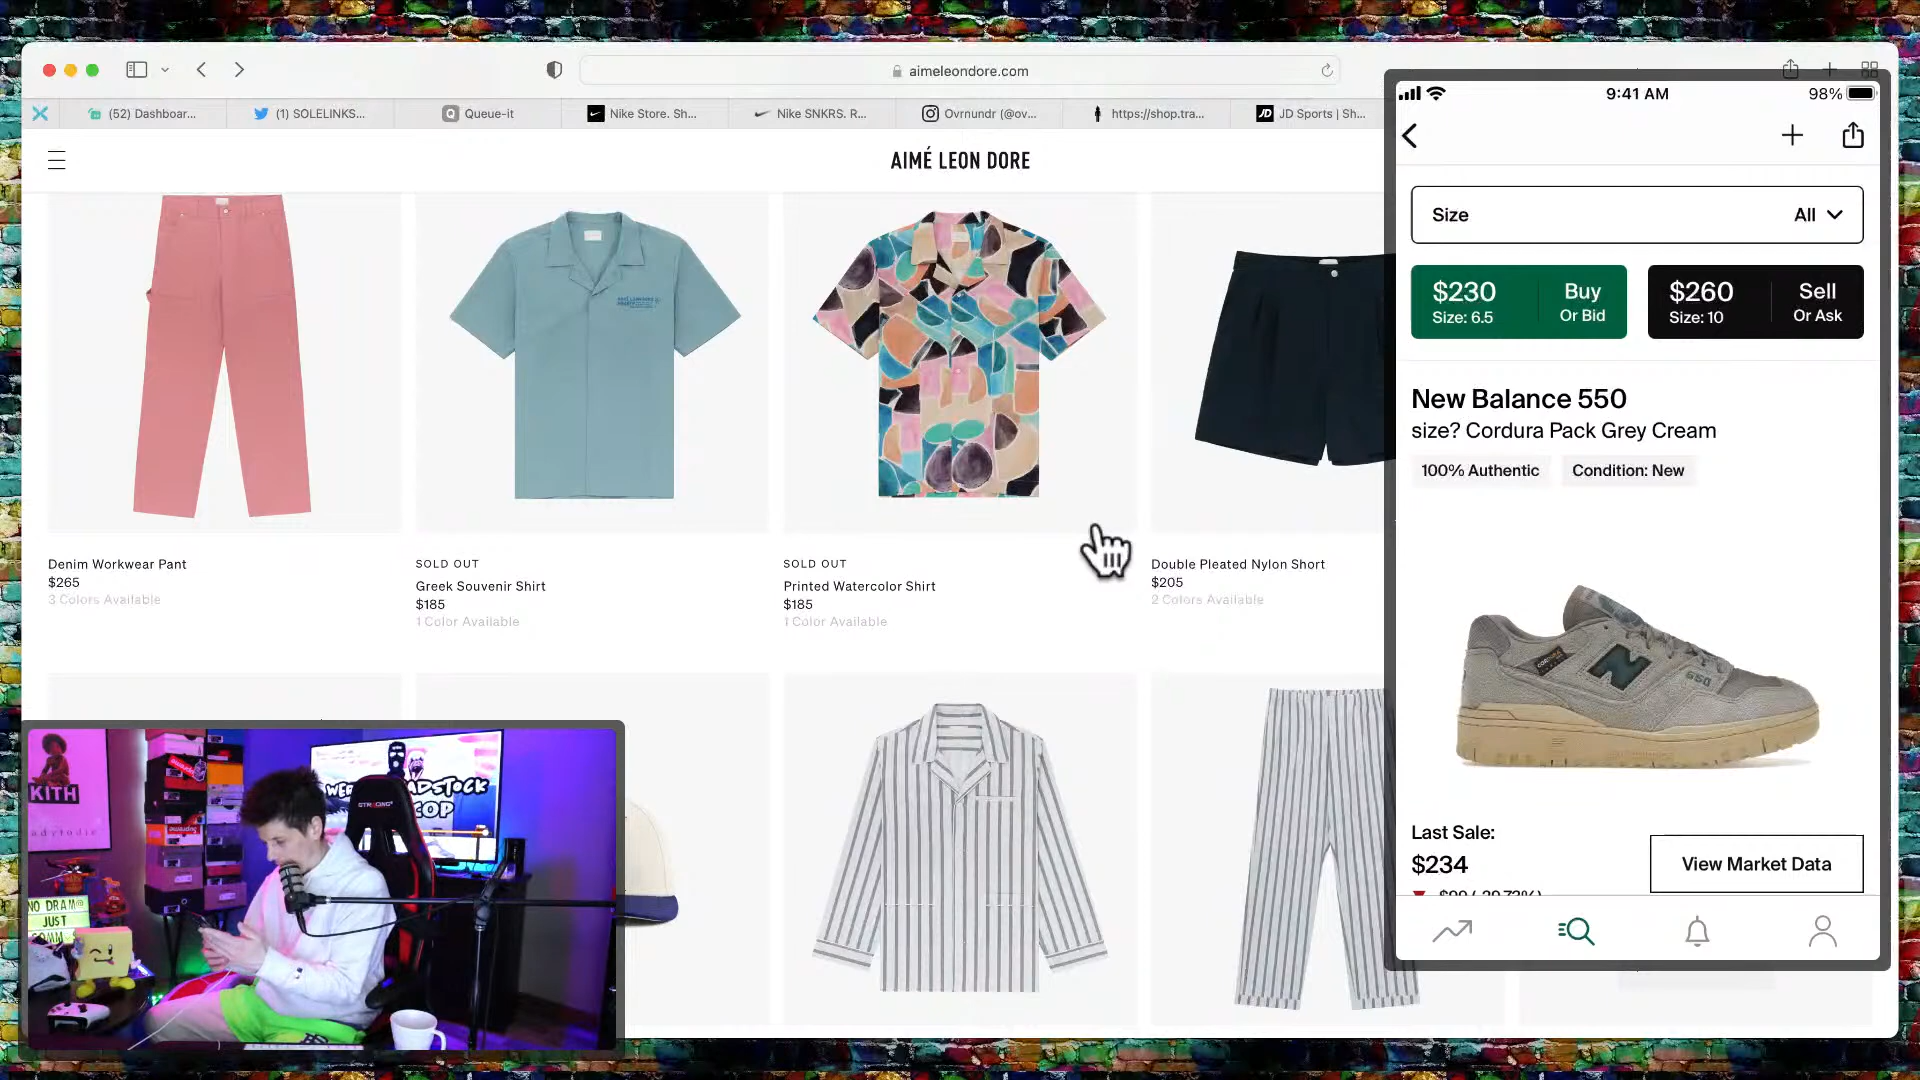 aimeleondore.com
(52) Dashboar...
(1) SOLELINKS...
Queue-it
Nike Store. Sh...
Nike SNKRS. R...
Ovrnundr (@ov...
https://shop.tra...
JD Sports | Sh...
AIMÉ LEON DORE
Denim Workwear Pant
$265
3 Colors Available
SOLD OUT
Greek Souvenir Shirt
$185
1 Color Available
SOLD OUT
Printed Watercolor Shirt
$185
1 Color Available
Double Pleated Nylon Short
$205
2 Colors Available
9:41 AM
98%
Size
All
$230
Size: 6.5
Buy
Or Bid
$260
Size: 10
Sell
Or Ask
New Balance 550
size? Cordura Pack Grey Cream
100% Authentic
Condition: New
N
550
Last Sale:
$234
View Market Data
KITH
NO DRAM@
JUST
GTRACING